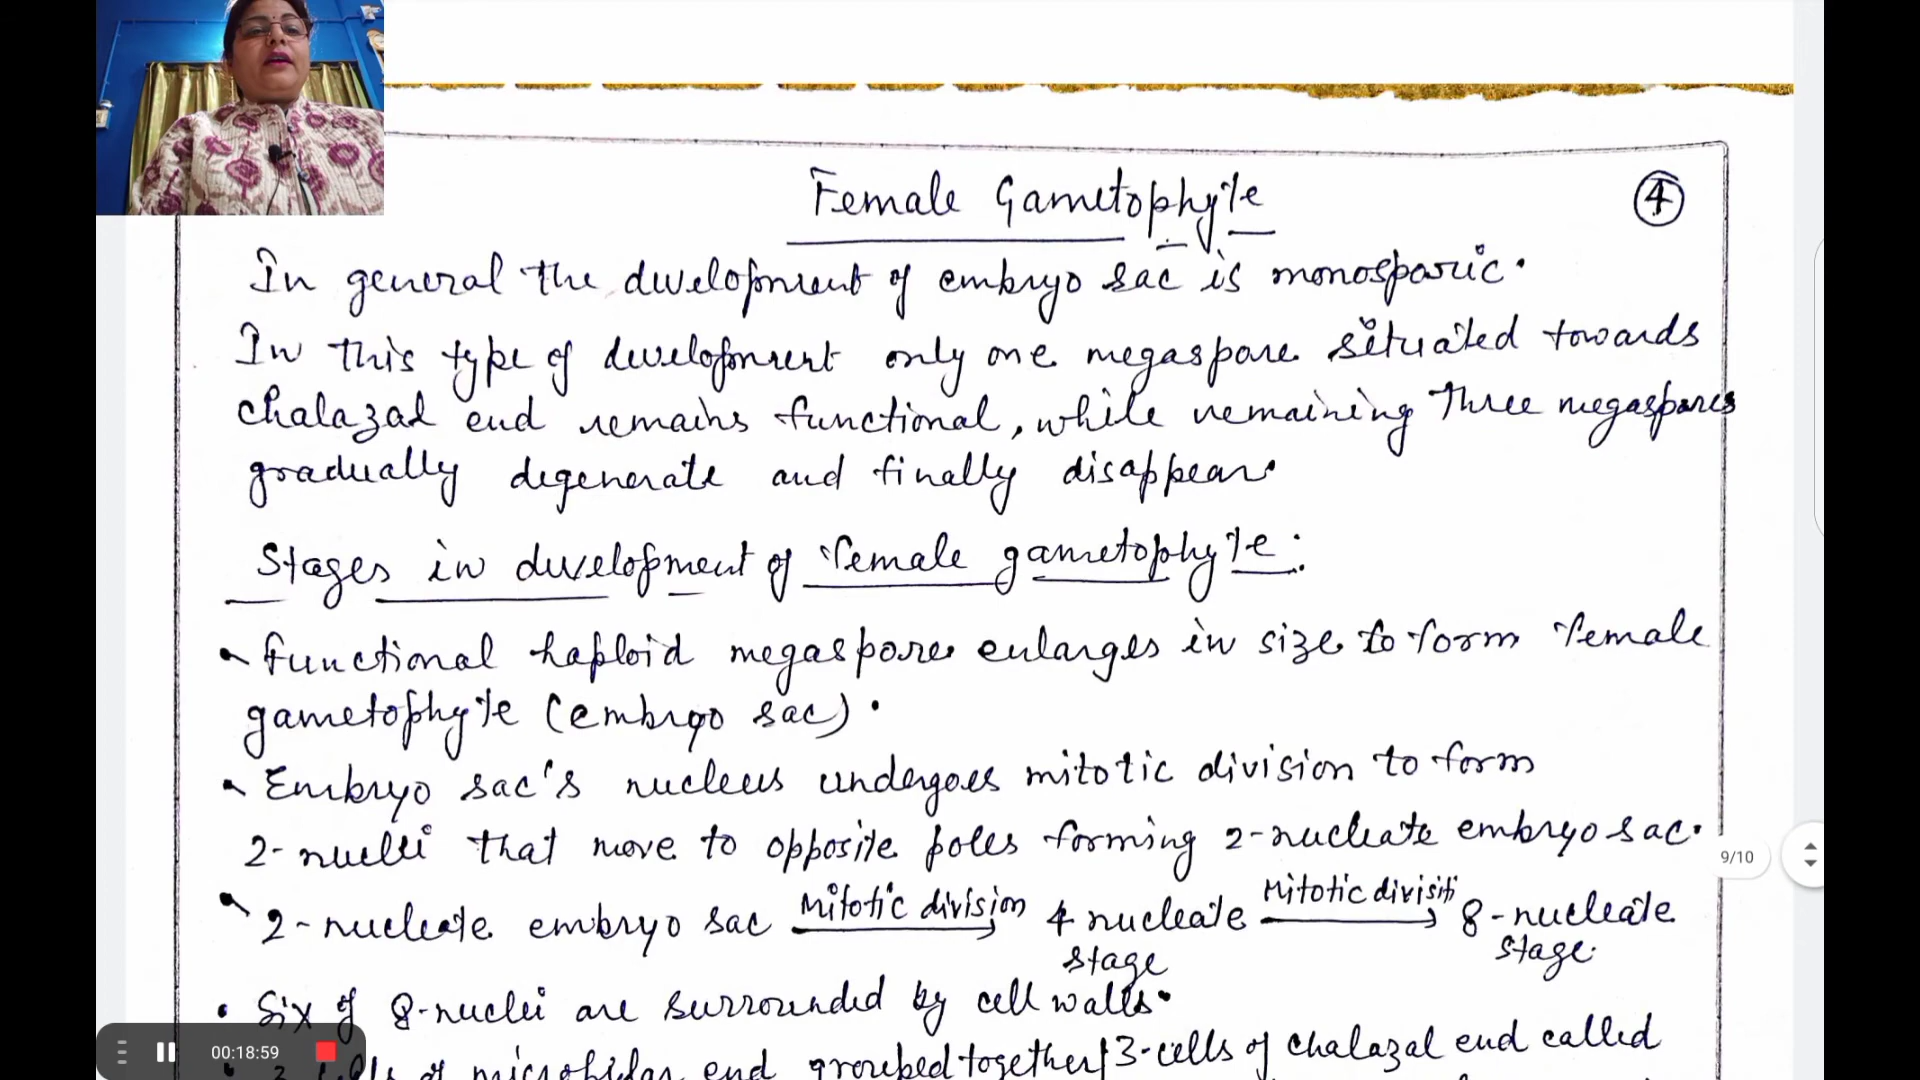 Female Gametophyte
4
In general the development of embryo sac is monosporic.
In this type of development only one megaspore situated towards
chalazal end remains functional, while remaining three megaspores
gradually degenerate and finally disappear.
Stages in development of female gametophyte:
• Functional haploid megaspore enlarges in size to form female
gametophyte (embryo sac).
• Embryo sac's nucleus undergoes mitotic division to form
2-nuclei that move to opposite poles forming 2-nucleate embryo sac.
9/10
• 2-nucleate embryo sac Mitotic division → 4 nucleate stage Mitotic divisi → 8-nucleate stage.
• Six of 8-nuclei are surrounded by cell walls.
00:18:59
• 3 cells of micropylar end grouped together / 3-cells of chalazal end called